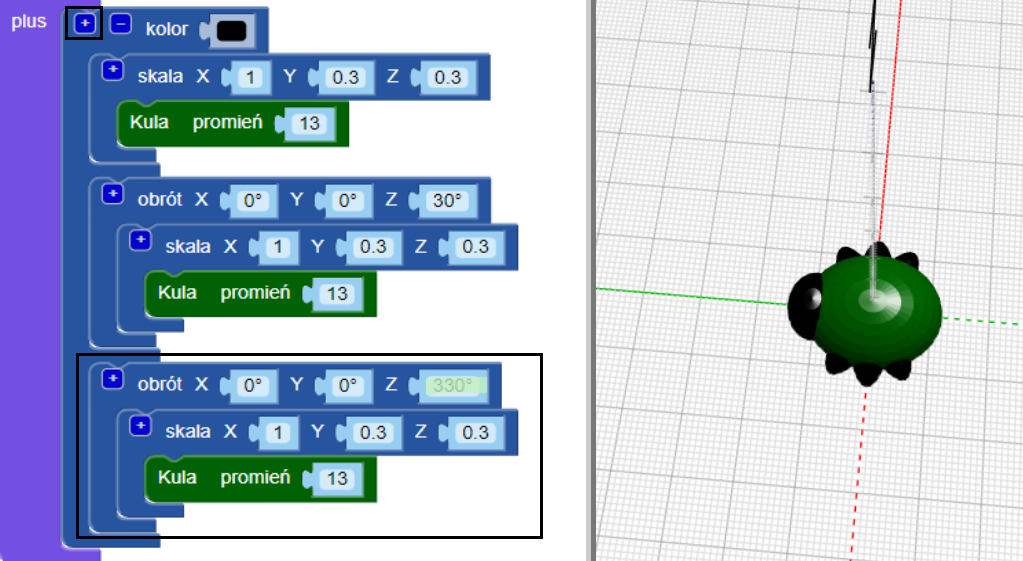 plus + − kolor
+ skala X 1 Y 0.3 Z 0.3
Kula promień 13
+ obrót X 0° Y 0° Z 30°
+ skala X 1 Y 0.3 Z 0.3
Kula promień 13
+ obrót X 0° Y 0° Z 330°
+ skala X 1 Y 0.3 Z 0.3
Kula promień 13